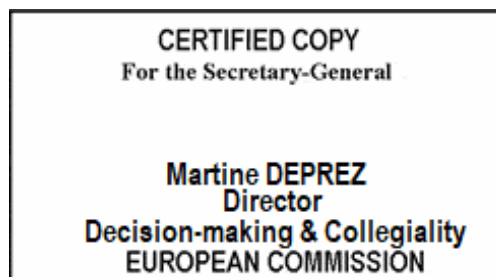 CERTIFIED COPY
For the Secretary-General
Martine DEPREZ
Director
Decision-making & Collegiality
EUROPEAN COMMISSION